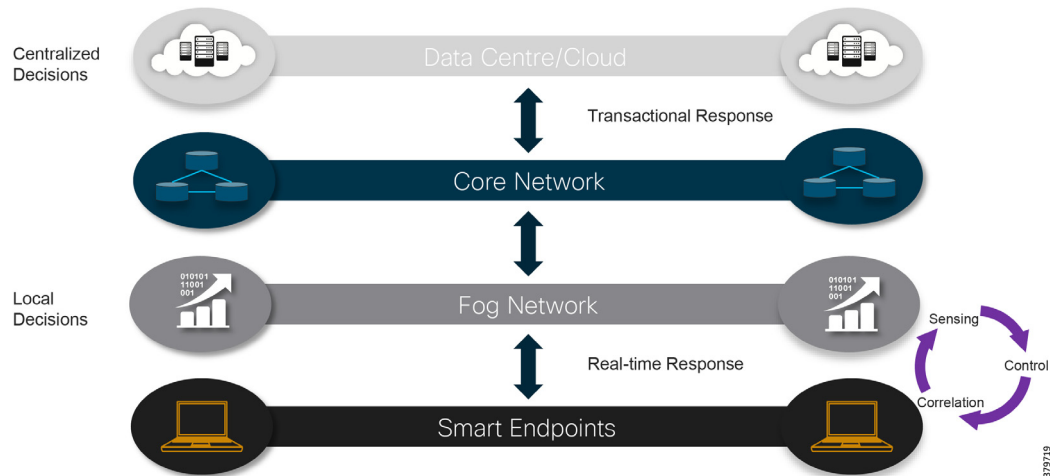 Centralized
Decisions
Data Centre/Cloud
Transactional Response
Core Network
010101
11001
001
Local
Decisions
Fog Network
010101
11001
001
Sensing
Control
Correlation
Real-time Response
Smart Endpoints
379719